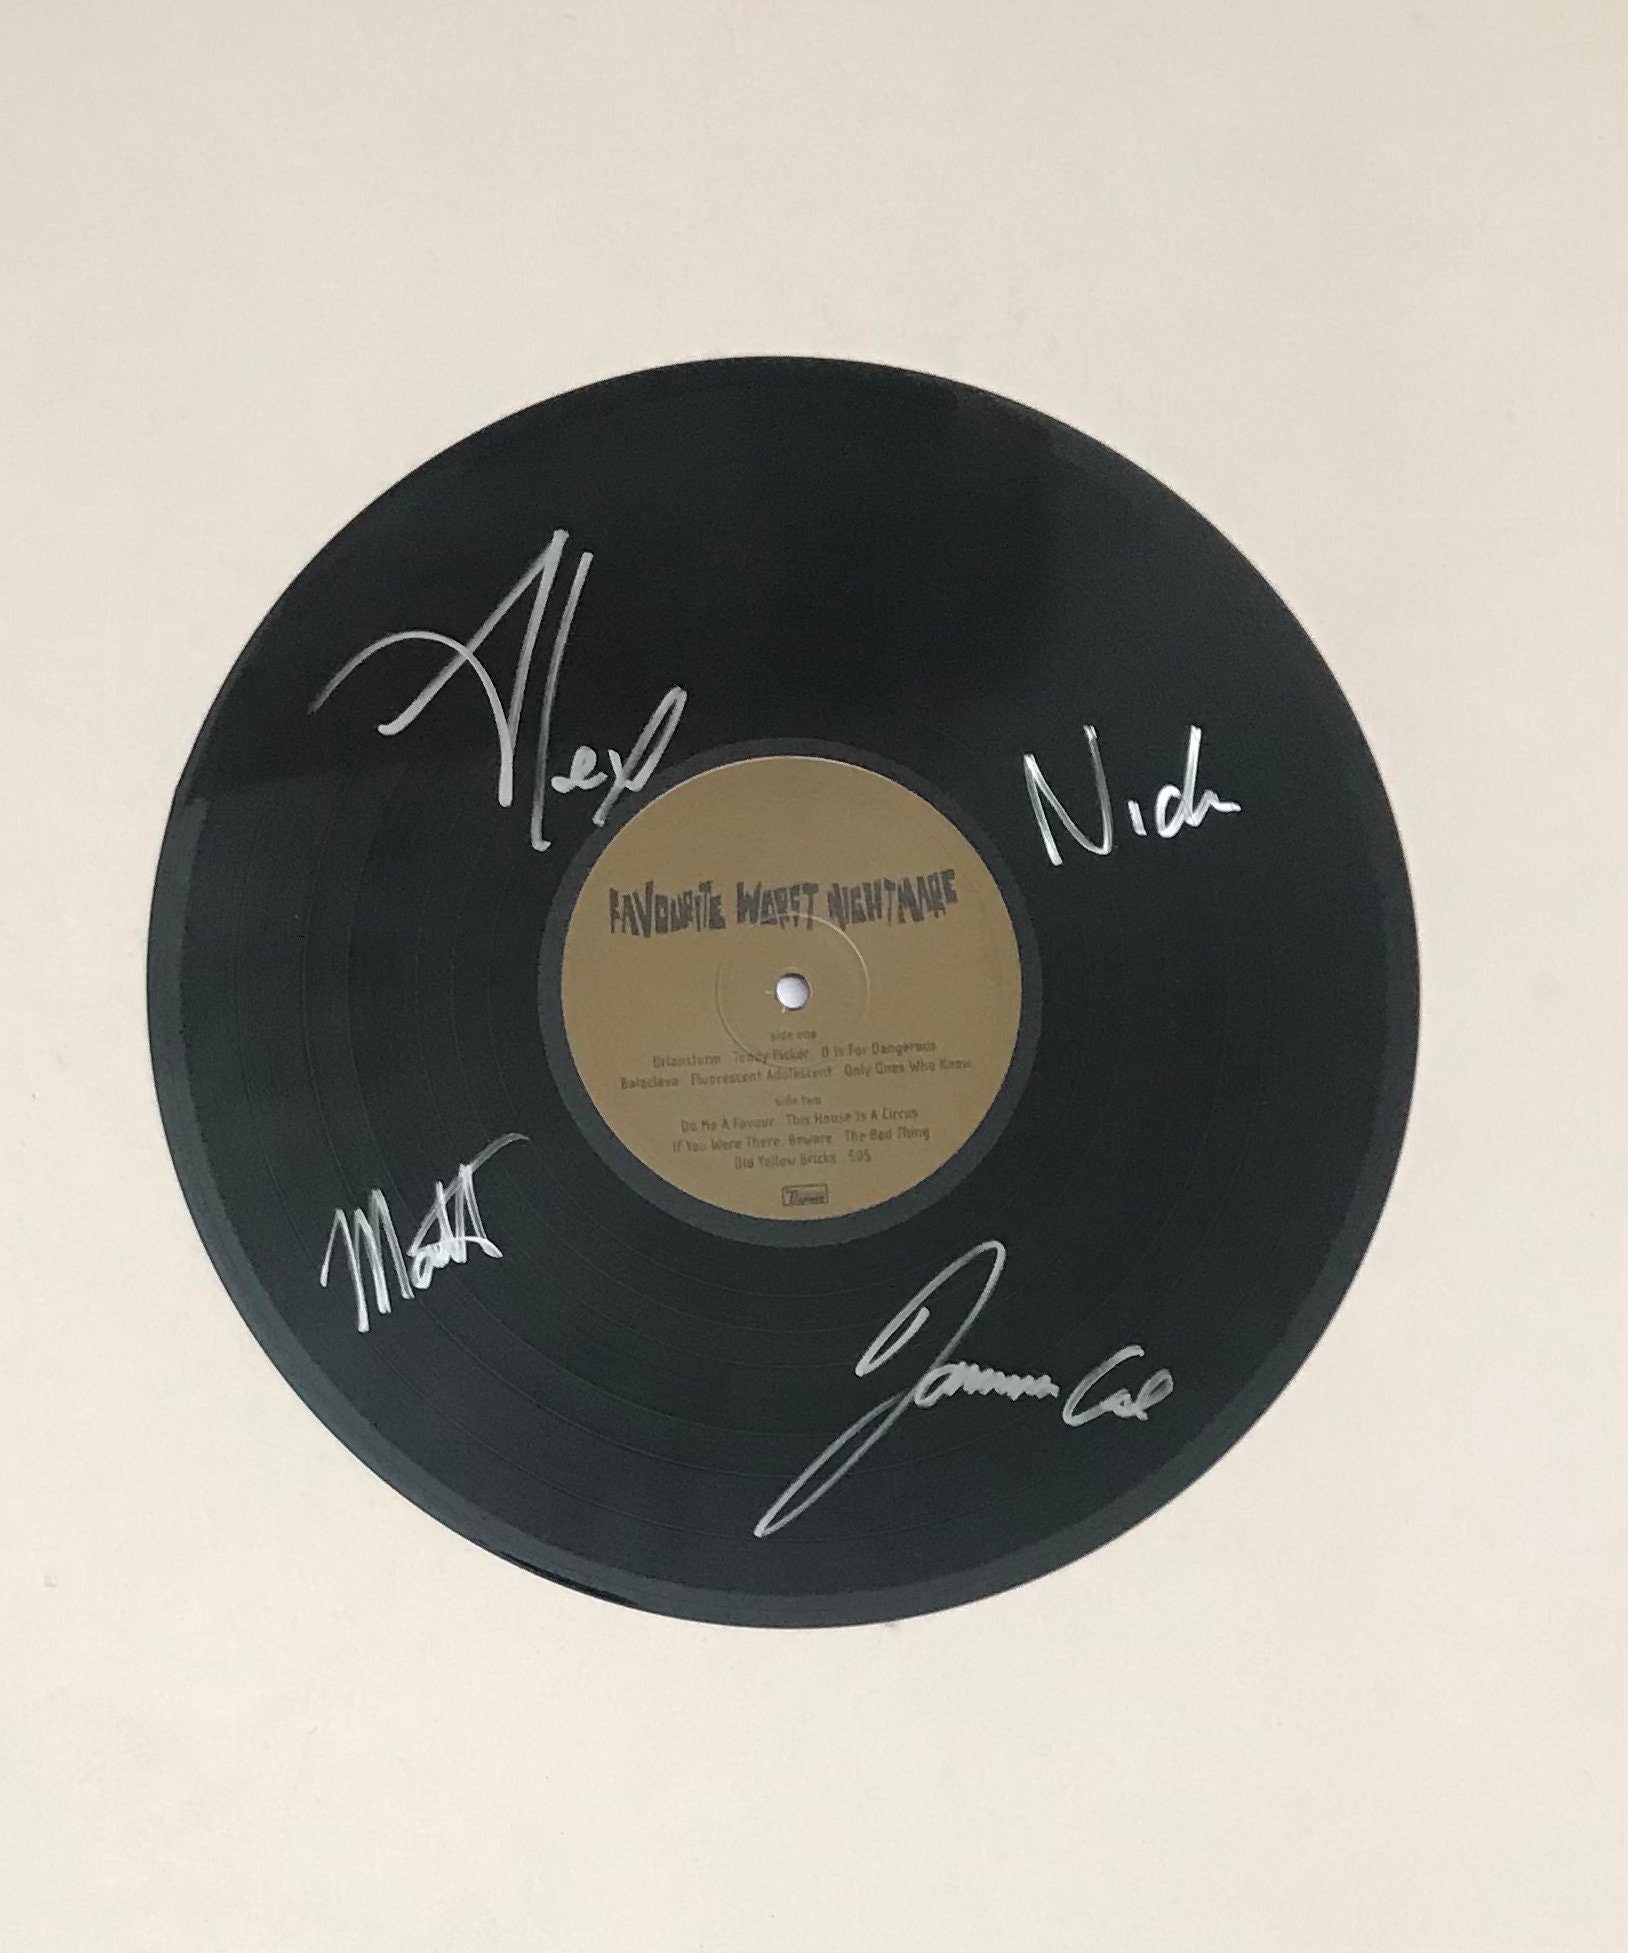 Alex
Nick
FAVOURITE WORST NIGHTMARE
side one
Brianstorm Teddy Picker D Is For Dangerous
Balaclava Fluorescent Adolescent Only Ones Who Know
side two
Do Me A Favour This House Is A Circus
If You Were There, Beware The Bad Thing
Old Yellow Bricks 505
Domino
Matt